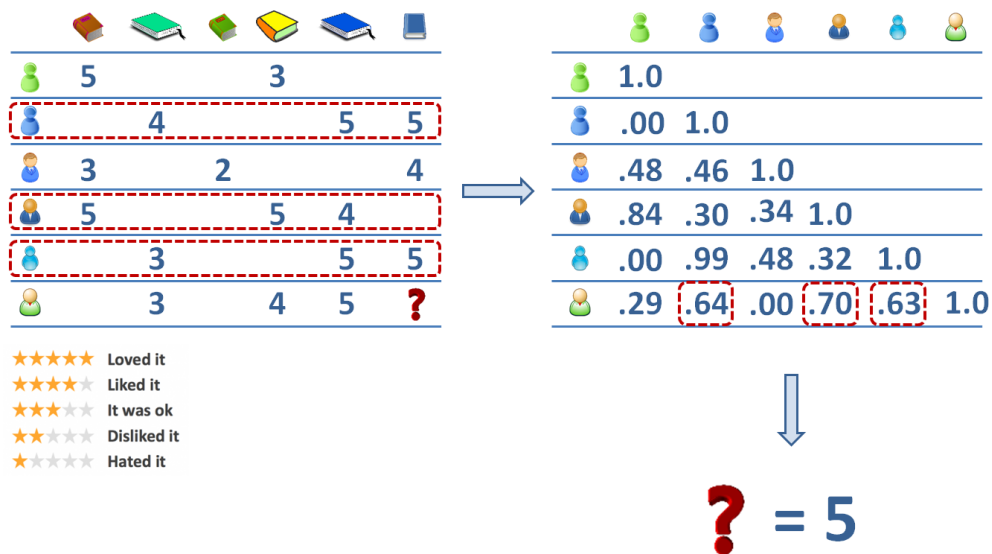 5 3
4 5 5
3 2 4
5 5 4
3 5 5
3 4 5 ?
1.0
.00 1.0
.48 .46 1.0
.84 .30 .34 1.0
.00 .99 .48 .32 1.0
.29 .64 .00 .70 .63 1.0
Loved it
Liked it
It was ok
Disliked it
Hated it
? = 5